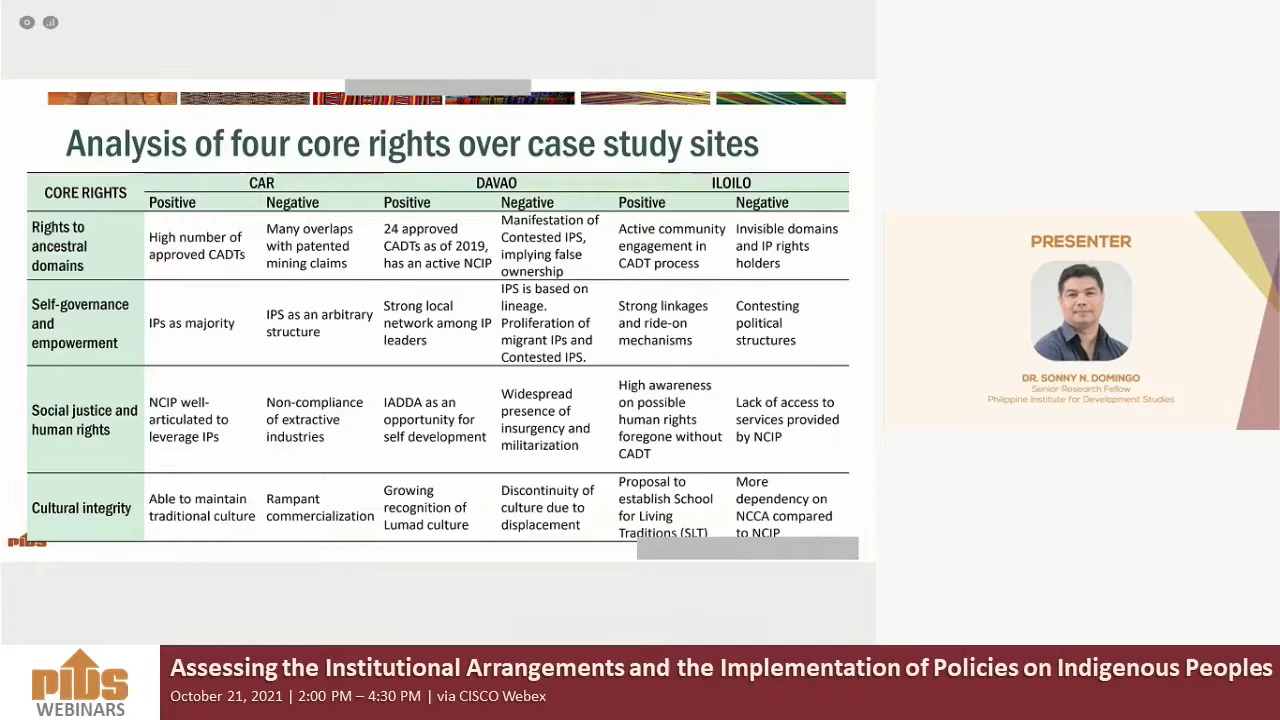 Analysis of four core rights over case study sites
CORE RIGHTS
CAR
DAVAO
ILOILO
Positive
Negative
Positive
Negative
Positive
Negative
Rights to
ancestral
domains
High number of
approved CADTs
Many overlaps
with patented
mining claims
24 approved
CADTs as of 2019,
has an active NCIP
Manifestation of
Contested IPS,
implying false
ownership
Active community
engagement in
CADT process
Invisible domains
and IP rights
holders
Self-governance
and
empowerment
IPs as majority
IPS as an arbitrary
structure
Strong local
network among IP
leaders
IPS is based on
lineage.
Proliferation of
migrant IPs and
Contested IPS.
Strong linkages
and ride-on
mechanisms
Contesting
political
structures
Social justice and
human rights
NCIP well-
articulated to
leverage IPs
Non-compliance
of extractive
industries
IADDA as an
opportunity for
self development
Widespread
presence of
insurgency and
militarization
High awareness
on possible
human rights
foregone without
CADT
Lack of access to
services provided
by NCIP
Cultural integrity
Able to maintain
traditional culture
Rampant
commercialization
Growing
recognition of
Lumad culture
Discontinuity of
culture due to
displacement
Proposal to
establish School
for Living
Traditions (SLT)
More
dependency on
NCCA compared
to NCIP
pids
PRESENTER
DR. SONNY N. DOMINGO
Senior Research Fellow
Philippine Institute for Development Studies
pids
WEBINARS
Assessing the Institutional Arrangements and the Implementation of Policies on Indigenous Peoples
October 21, 2021 | 2:00 PM – 4:30 PM | via CISCO Webex